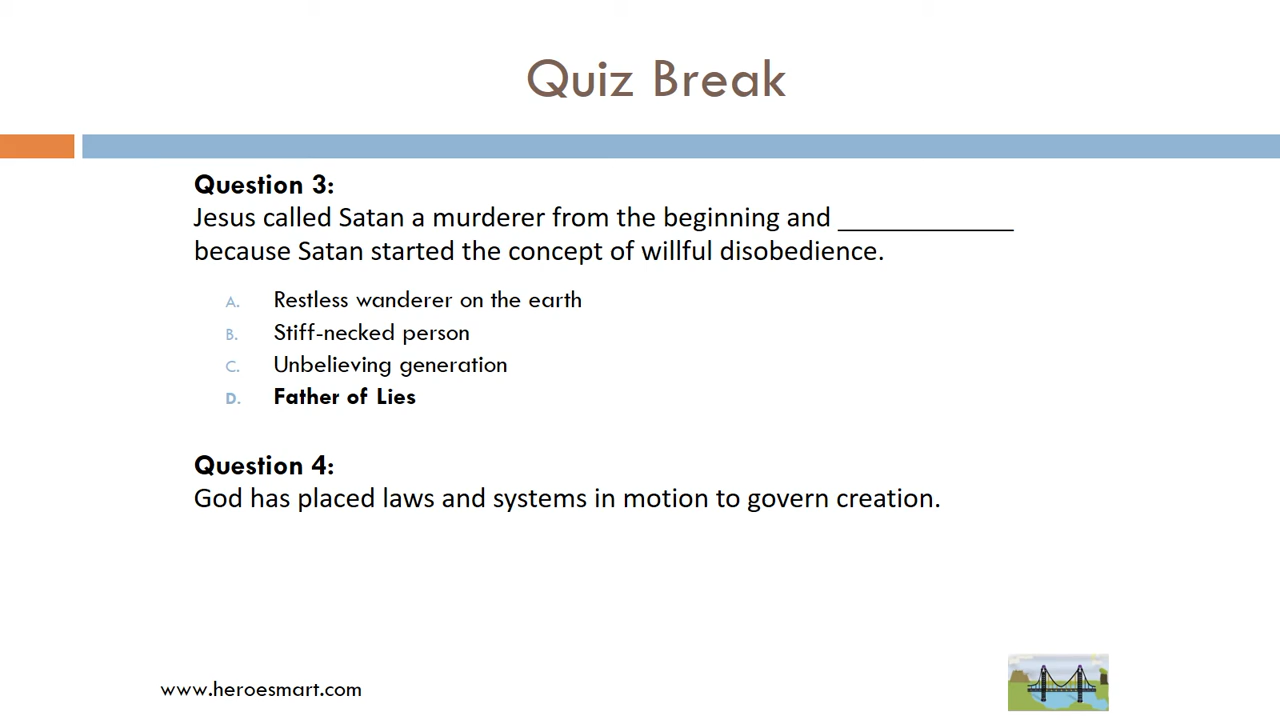 Quiz Break
Question 3:
Jesus called Satan a murderer from the beginning and _____________
because Satan started the concept of willful disobedience.
A. Restless wanderer on the earth
B. Stiff-necked person
C. Unbelieving generation
D. Father of Lies
Question 4:
God has placed laws and systems in motion to govern creation.
www.heroesmart.com